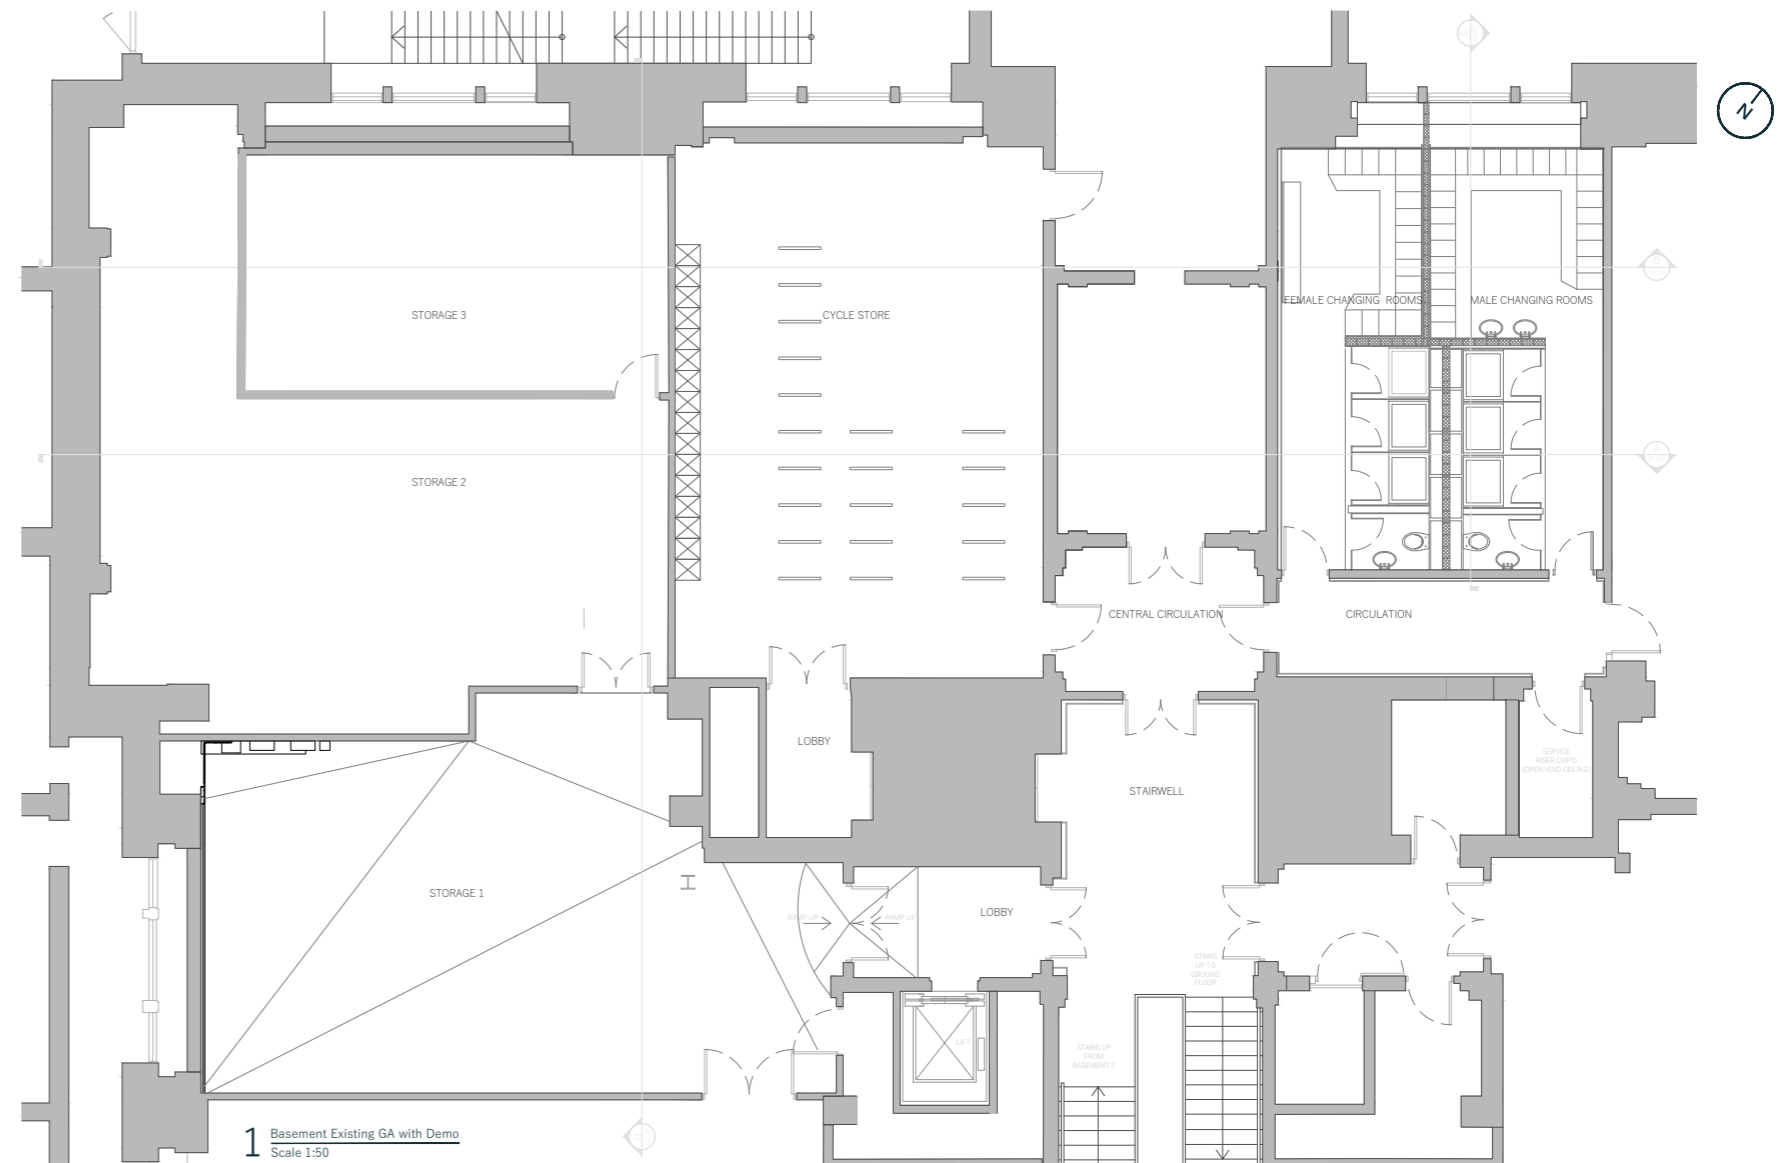 N
FEMALE CHANGING ROOMS
MALE CHANGING ROOMS
STORAGE 3
CYCLE STORE
STORAGE 2
CENTRAL CIRCULATION
CIRCULATION
LOBBY
SERVICE
RISER CUP'D
(OPEN VOID CEILING)
STAIRWELL
STORAGE 1
RAMP UP
RAMP UP
LOBBY
STAIRS
UP TO
GROUND
FLOOR
LIFT
STAIRS UP
FROM
BASEMENT 2
1 Basement Existing GA with Demo
Scale 1:50